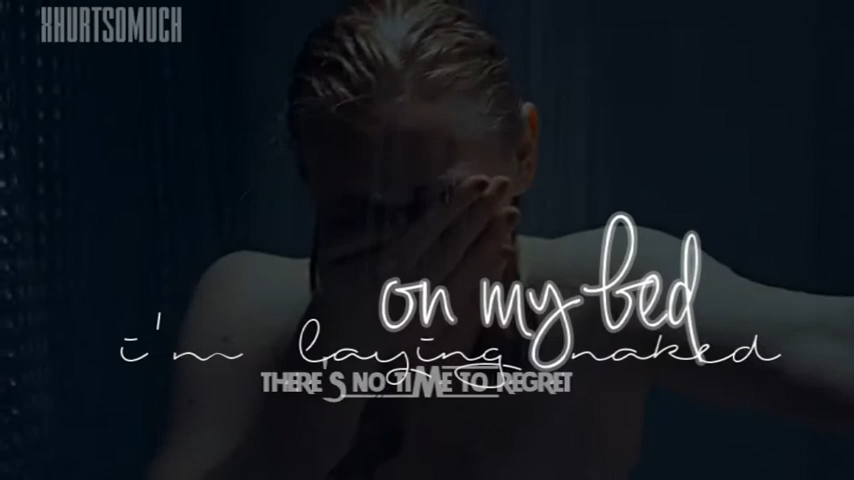 XHURTSOMUCH
on my bed
i'm laying naked
THERE'S NO TIME TO REGRET